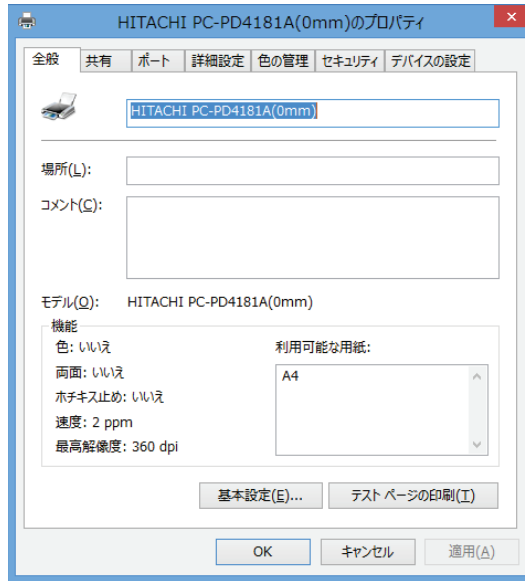 HITACHI PC-PD4181A(0mm)のプロパティ
×
全般 共有 ポート 詳細設定 色の管理 セキュリティ デバイスの設定
HITACHI PC-PD4181A(0mm)
場所(L):
コメント(C):
モデル(O): HITACHI PC-PD4181A(0mm)
機能
色: いいえ
両面: いいえ
ホチキス止め: いいえ
速度: 2 ppm
最高解像度: 360 dpi
利用可能な用紙:
A4
基本設定(E)... テスト ページの印刷(T)
OK キャンセル 適用(A)